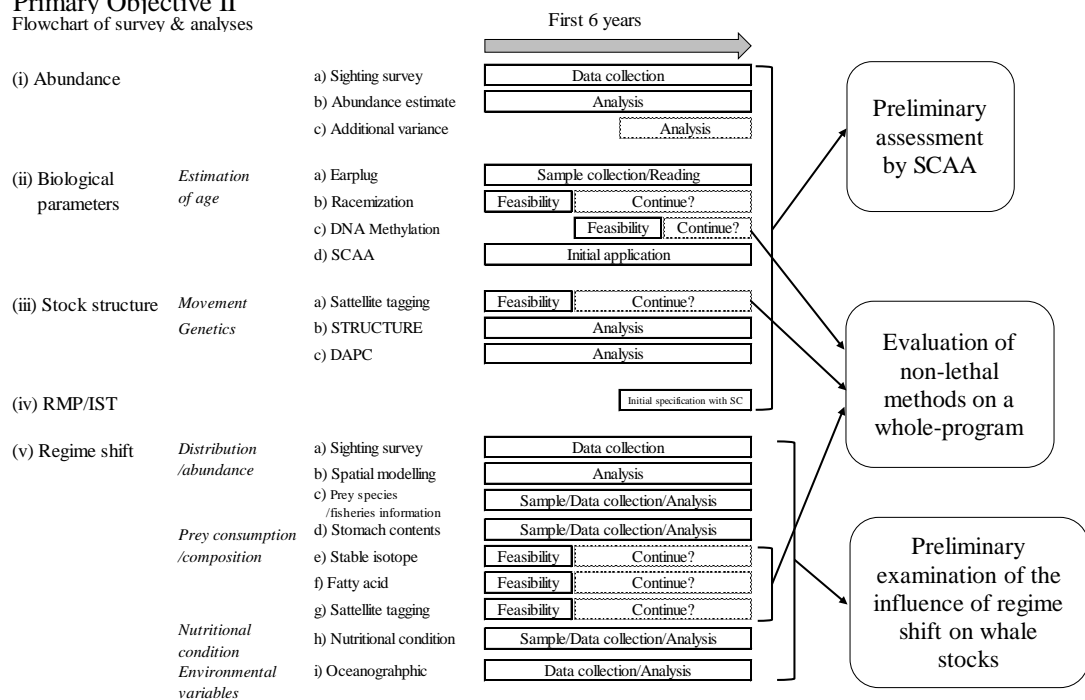 Primary Objective II
Flowchart of survey & analyses
First 6 years
(i) Abundance
a) Sighting survey
Data collection
b) Abundance estimate
Analysis
c) Additional variance
Analysis
(ii) Biological
parameters
Estimation
of age
a) Earplug
Sample collection/Reading
b) Racemization
Feasibility
Continue?
c) DNA Methylation
Feasibility
Continue?
d) SCAA
Initial application
(iii) Stock structure
Movement
Genetics
a) Sattellite tagging
Feasibility
Continue?
b) STRUCTURE
Analysis
c) DAPC
Analysis
(iv) RMP/IST
Initial specification with SC
(v) Regime shift
Distribution
/abundance
a) Sighting survey
Data collection
b) Spatial modelling
Analysis
c) Prey species
/fisheries information
Sample/Data collection/Analysis
Prey consumption
/composition
d) Stomach contents
Sample/Data collection/Analysis
e) Stable isotope
Feasibility
Continue?
f) Fatty acid
Feasibility
Continue?
g) Sattellite tagging
Feasibility
Continue?
Nutritional
condition
h) Nutritional condition
Sample/Data collection/Analysis
Environmental
variables
i) Oceanograhphic
Data collection/Analysis
Preliminary
assessment
by SCAA
Evaluation of
non-lethal
methods on a
whole-program
Preliminary
examination of the
influence of regime
shift on whale
stocks